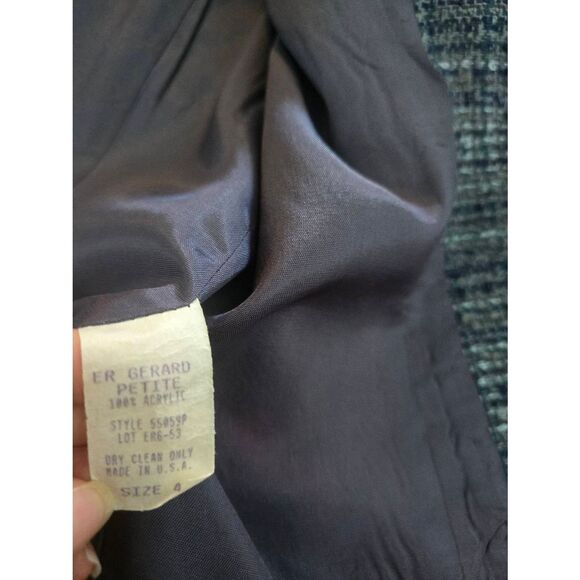 ER GERARD
PETITE
100% ACRYLIC
STYLE 55059P
LOT ER6-53
DRY CLEAN ONLY
MADE IN U.S.A.
SIZE 4